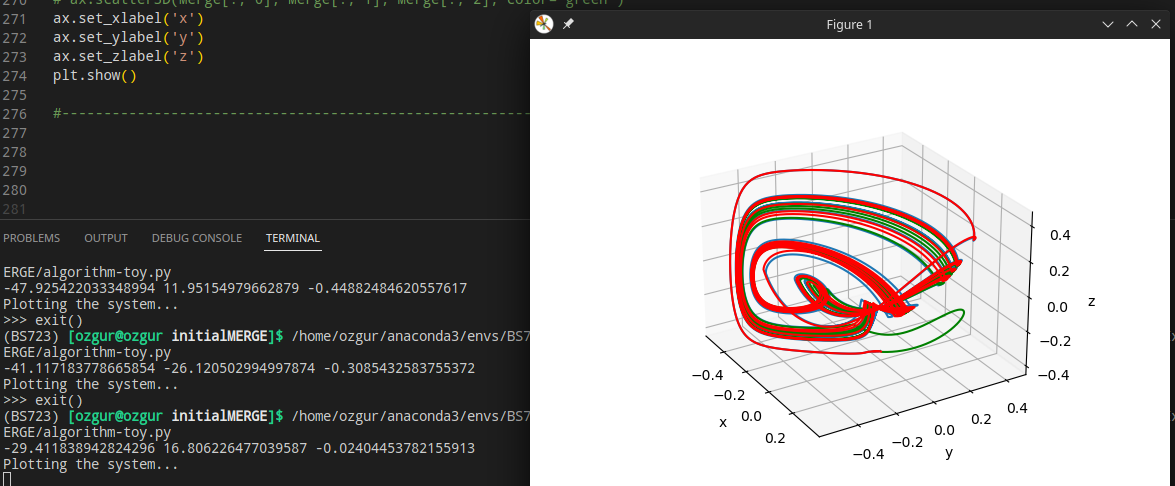 270 # ax.scatter3D(Merge[:, 0], Merge[:, 1], Merge[:, 2], color='green')
271 ax.set_xlabel('x')
272 ax.set_ylabel('y')
273 ax.set_zlabel('z')
274 plt.show()
275
276 #---------------------------------------------------------
277
278
279
280
281
PROBLEMS OUTPUT DEBUG CONSOLE TERMINAL
ERGE/algorithm-toy.py
-47.925422033348994 11.95154979662879 -0.44882484620557617
Plotting the system...
>>> exit()
(BS723) [ozgur@ozgur initialMERGE]$ /home/ozgur/anaconda3/envs/BS7
ERGE/algorithm-toy.py
-41.117183778665854 -26.120502994997874 -0.3085432583755372
Plotting the system...
>>> exit()
(BS723) [ozgur@ozgur initialMERGE]$ /home/ozgur/anaconda3/envs/BS7
ERGE/algorithm-toy.py
-29.411838942824296 16.806226477039587 -0.02404453782155913
Plotting the system...
Figure 1
0.4
0.2
0.0
z
-0.2
-0.4
−0.4
−0.2
x
0.0
0.2
−0.4
−0.2
y
0.0
0.2
0.4